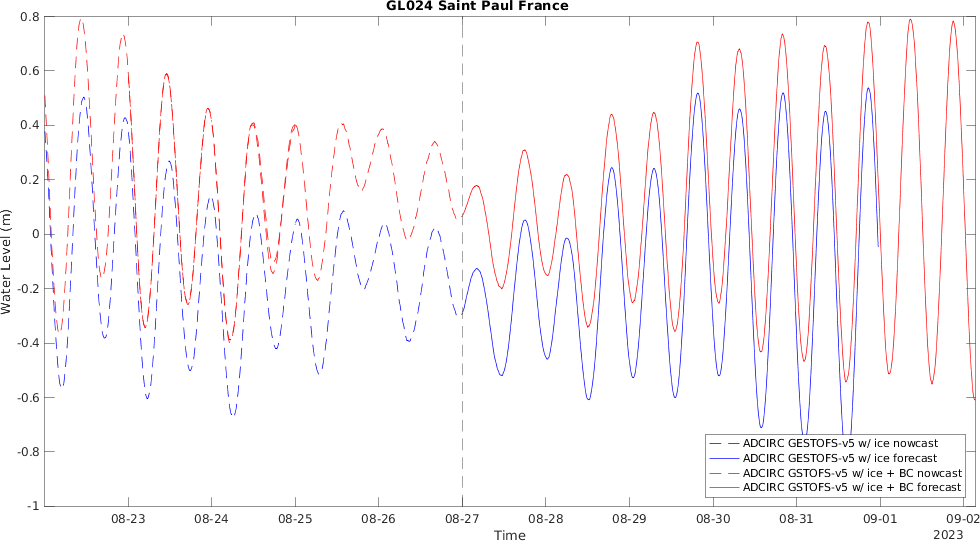 GL024 Saint Paul France
0.8
0.6
0.4
0.2
0
-0.2
-0.4
-0.6
-0.8
-1
Water Level (m)
ADCIRC GESTOFS-v5 w/ ice nowcast
ADCIRC GESTOFS-v5 w/ ice forecast
ADCIRC GSTOFS-v5 w/ ice + BC nowcast
ADCIRC GSTOFS-v5 w/ ice + BC forecast
08-23 08-24 08-25 08-26 08-27 08-28 08-29 08-30 08-31 09-01 09-02
Time
2023